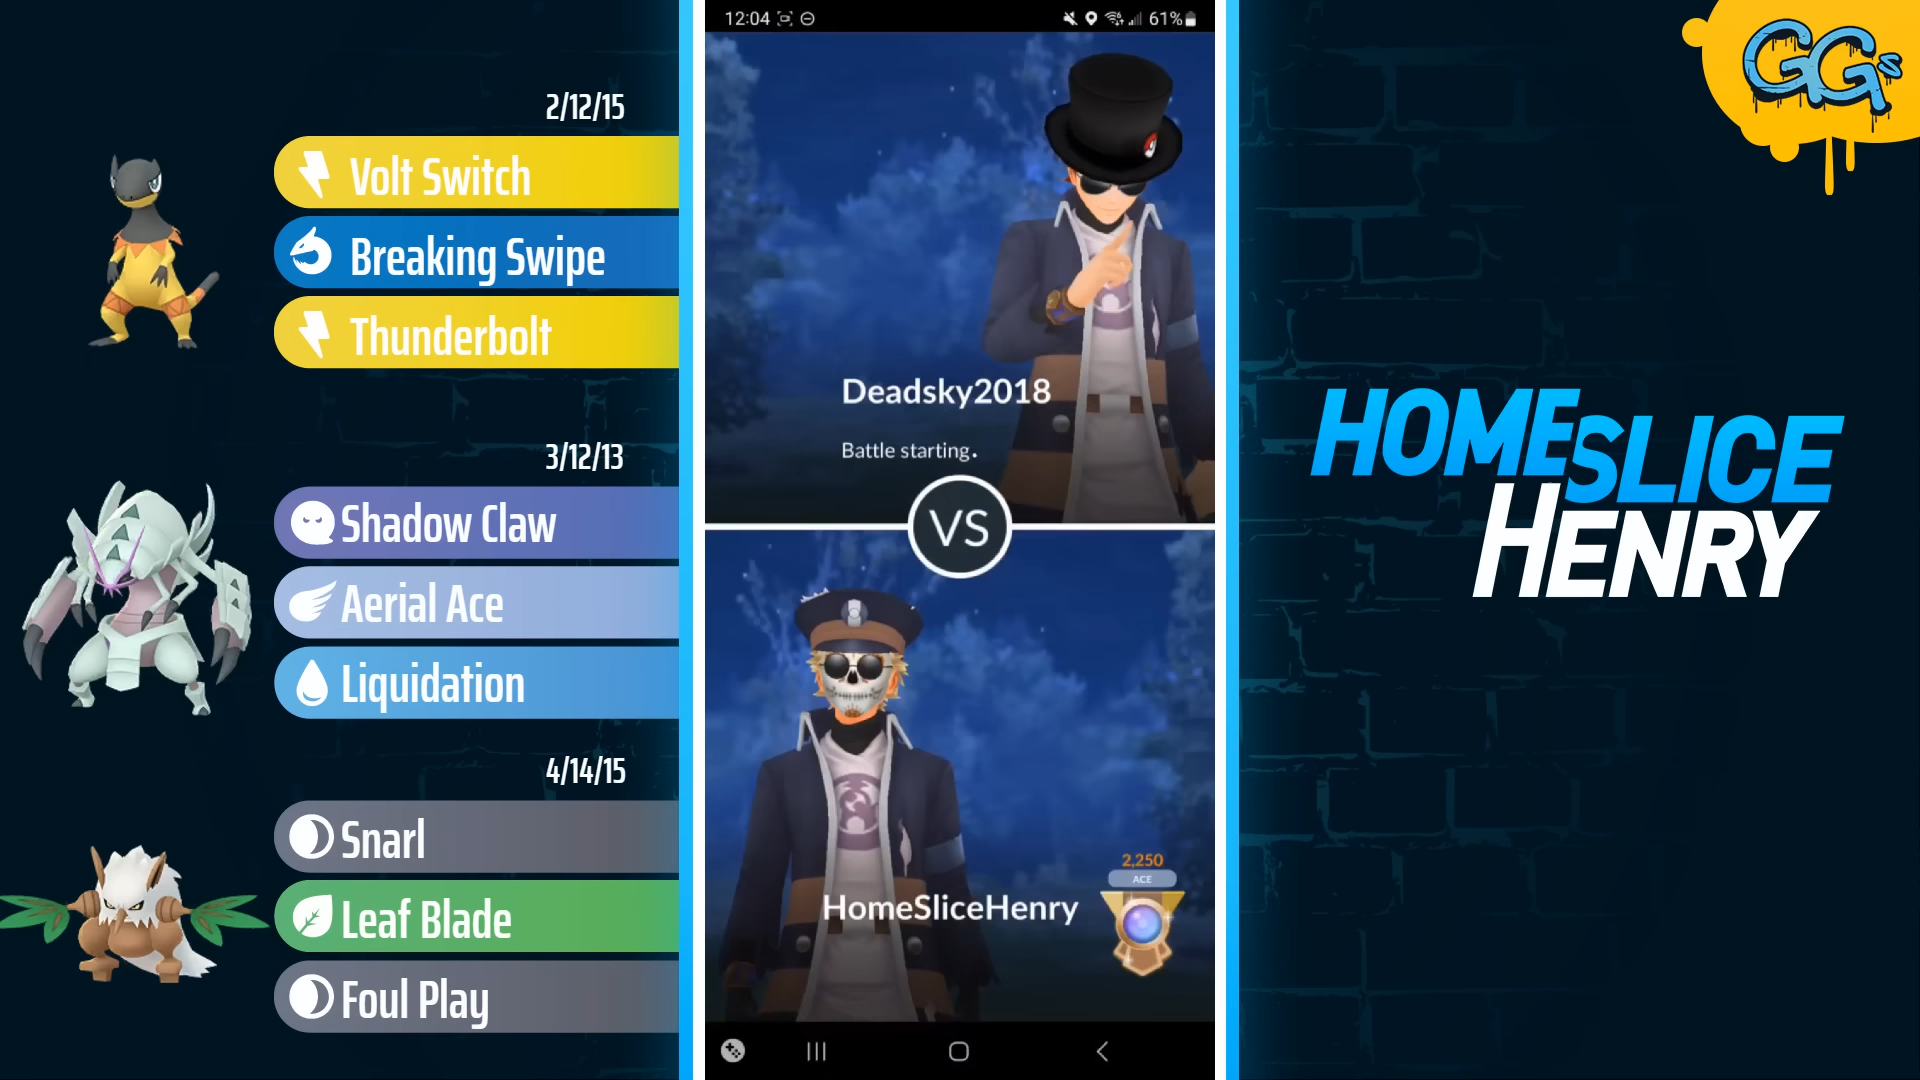 2/12/15
Volt Switch
Breaking Swipe
Thunderbolt
3/12/13
Shadow Claw
Aerial Ace
Liquidation
4/14/15
Snarl
Leaf Blade
Foul Play
12:04
61%
Deadsky2018
Battle starting.
VS
2,250
ACE
HomeSliceHenry
GGs
HOMESLICE
HENRY